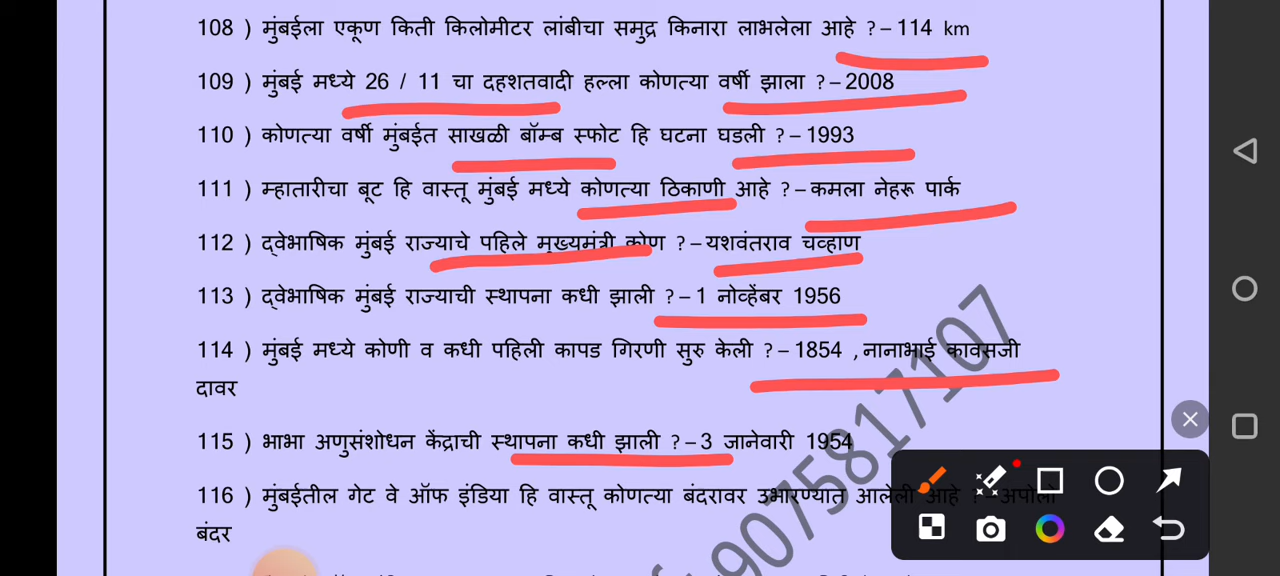 108 ) मुंबईला एकूण किती किलोमीटर लांबीचा समुद्र किनारा लाभलेला आहे ? – 114 km
109 ) मुंबई मध्ये 26 / 11 चा दहशतवादी हल्ला कोणत्या वर्षी झाला ? – 2008
110 ) कोणत्या वर्षी मुंबईत साखळी बॉम्ब स्फोट हि घटना घडली ? – 1993
111 ) म्हातारीचा बूट हि वास्तू मुंबई मध्ये कोणत्या ठिकाणी आहे ? – कमला नेहरू पार्क
112 ) द्वेभाषिक मुंबई राज्याचे पहिले मुख्यमंत्री कोण ? – यशवंतराव चव्हाण
113 ) द्वेभाषिक मुंबई राज्याची स्थापना कधी झाली ? – 1 नोव्हेंबर 1956
114 ) मुंबई मध्ये कोणी व कधी पहिली कापड गिरणी सुरु केली ? – 1854 , नानाभाई कावसजी
दावर
115 ) भाभा अणुसंशोधन केंद्राची स्थापना कधी झाली ? – 3 जानेवारी 1954
116 ) मुंबईतील गेट वे ऑफ इंडिया हि वास्तू कोणत्या बंदरावर उभारण्यात आलेली आहे ? – अपोलो
बंदर
9075817107